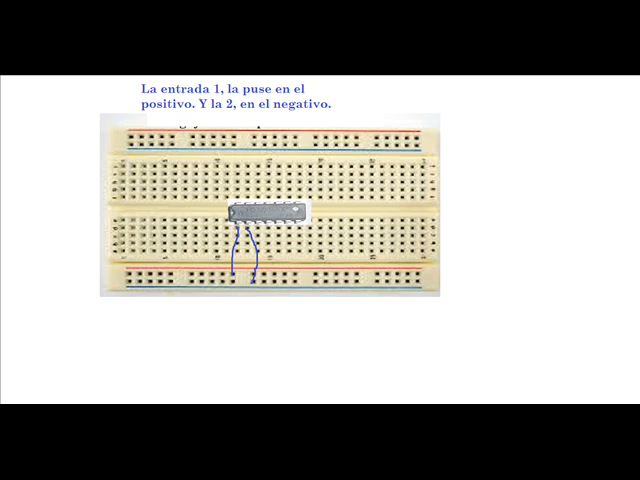 La entrada 1, la puse en el
positivo. Y la 2, en el negativo.